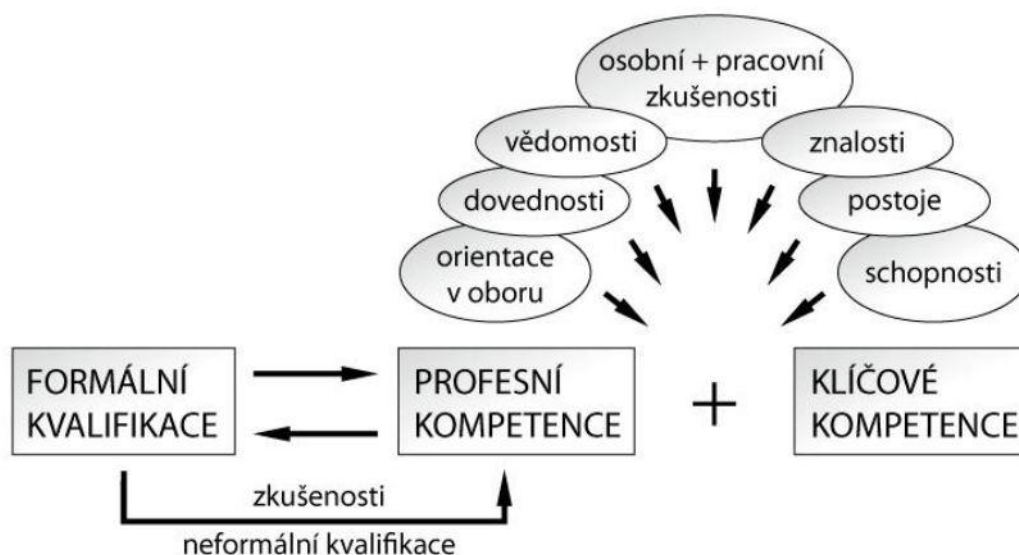 osobní + pracovní
zkušenosti
vědomosti
znalosti
dovednosti
postoje
orientace
v oboru
schopnosti
FORMÁLNÍ
KVALIFIKACE
PROFESNÍ
KOMPETENCE
+
KLÍČOVÉ
KOMPETENCE
zkušenosti
neformální kvalifikace